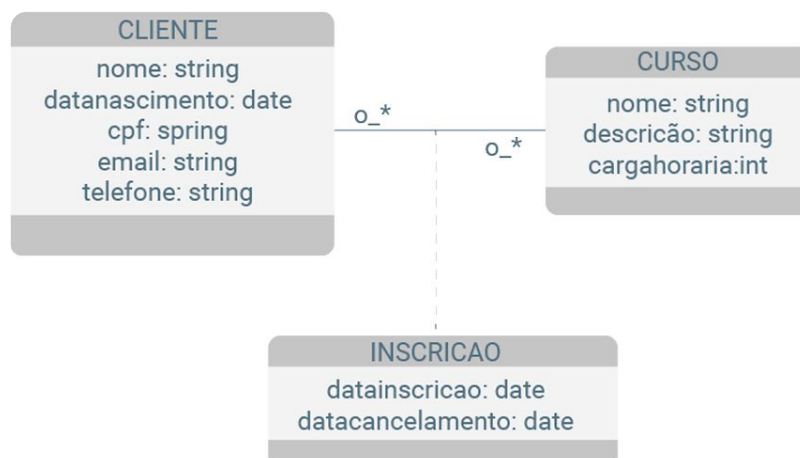 CLIENTE
nome: string
datanascimento: date
cpf: spring
email: string
telefone: string
o_*
o_*
CURSO
nome: string
descricão: string
cargahoraria:int
INSCRICAO
datainscricao: date
datacancelamento: date